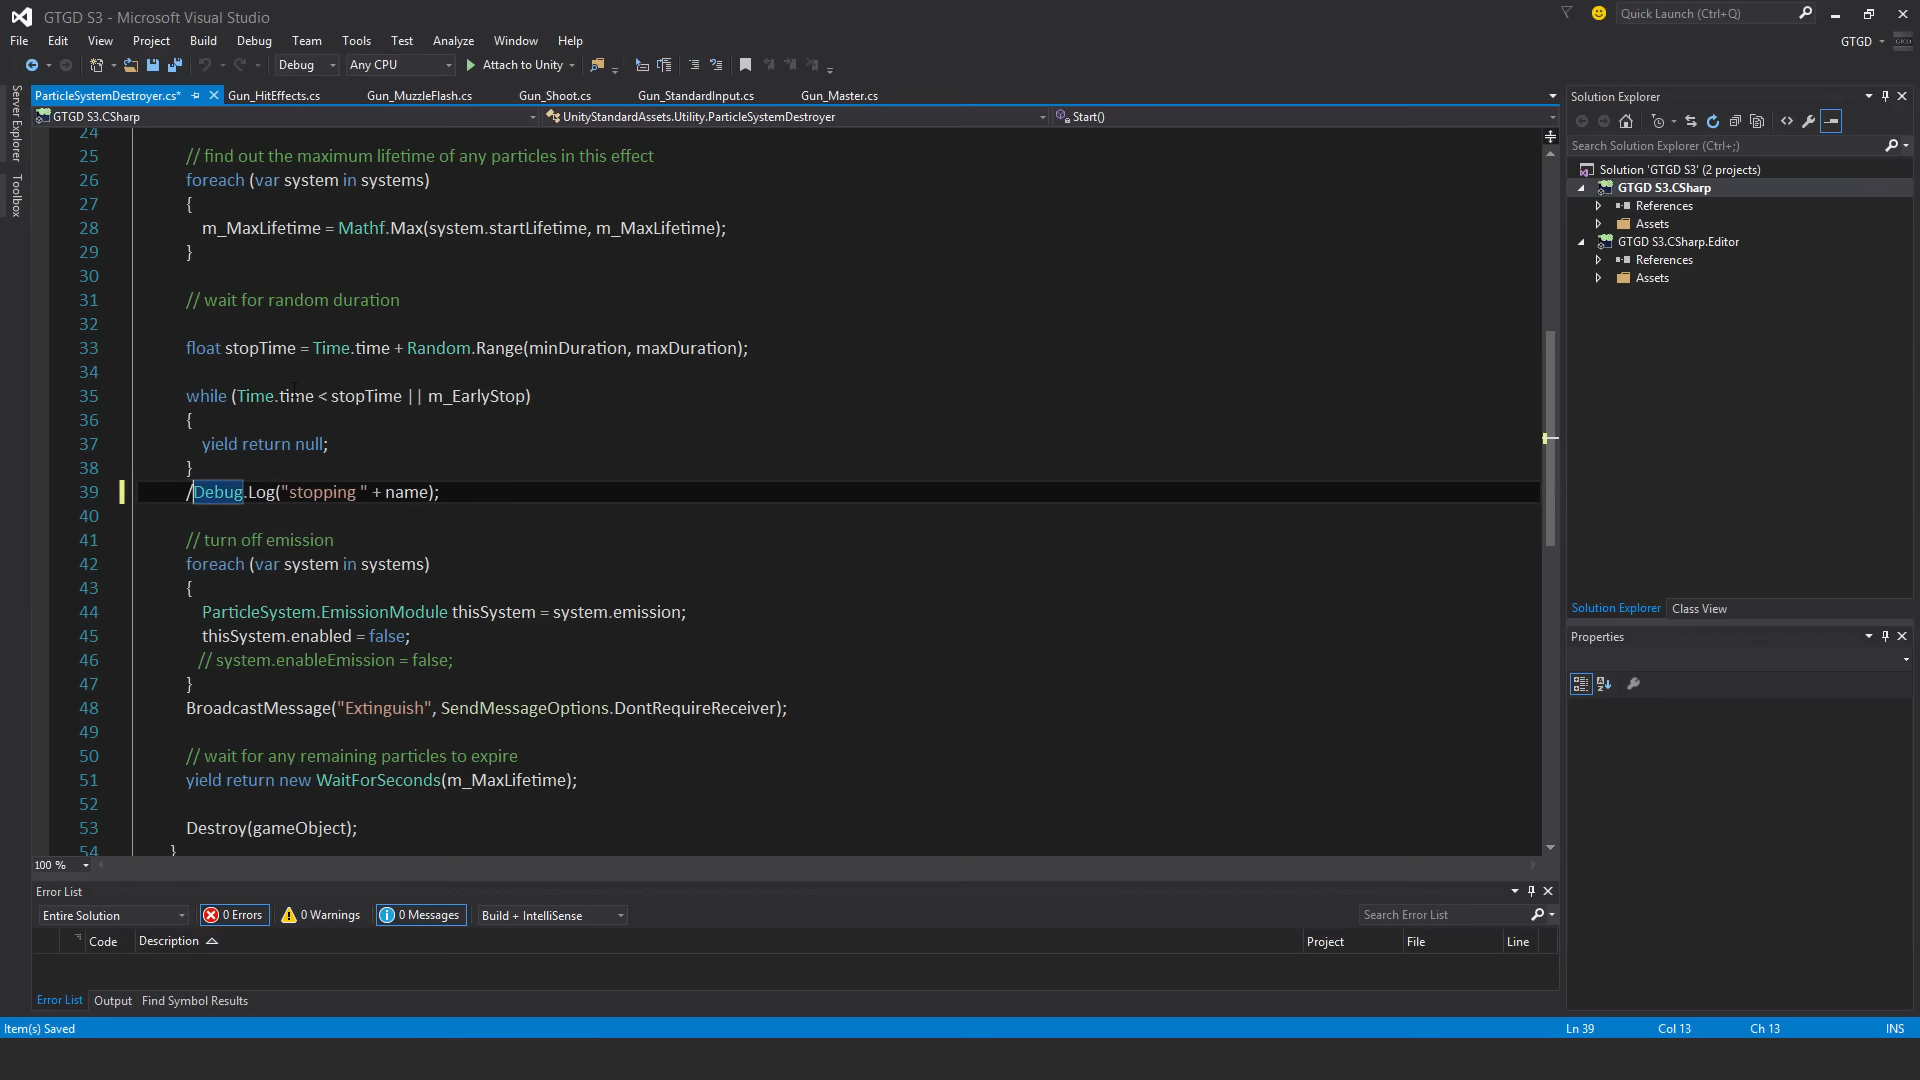 GTGD S3 - Microsoft Visual Studio
Quick Launch (Ctrl+Q)
File Edit View Project Build Debug Team Tools Test Analyze Window Help
GTGD
Debug Any CPU Attach to Unity
Server Explorer
Toolbox
ParticleSystemDestroyer.cs* Gun_HitEffects.cs Gun_MuzzleFlash.cs Gun_Shoot.cs Gun_StandardInput.cs Gun_Master.cs
GTGD S3.CSharp UnityStandardAssets.Utility.ParticleSystemDestroyer Start()
24
25 // find out the maximum lifetime of any particles in this effect
26 foreach (var system in systems)
27 {
28 m_MaxLifetime = Mathf.Max(system.startLifetime, m_MaxLifetime);
29 }
30
31 // wait for random duration
32
33 float stopTime = Time.time + Random.Range(minDuration, maxDuration);
34
35 while (Time.time < stopTime || m_EarlyStop)
36 {
37 yield return null;
38 }
39 /Debug.Log("stopping " + name);
40
41 // turn off emission
42 foreach (var system in systems)
43 {
44 ParticleSystem.EmissionModule thisSystem = system.emission;
45 thisSystem.enabled = false;
46 // system.enableEmission = false;
47 }
48 BroadcastMessage("Extinguish", SendMessageOptions.DontRequireReceiver);
49
50 // wait for any remaining particles to expire
51 yield return new WaitForSeconds(m_MaxLifetime);
52
53 Destroy(gameObject);
54 }
100 %
Solution Explorer
Search Solution Explorer (Ctrl+;)
Solution 'GTGD S3' (2 projects)
GTGD S3.CSharp
References
Assets
GTGD S3.CSharp.Editor
References
Assets
Solution Explorer Class View
Properties
Error List
Entire Solution 0 Errors 0 Warnings 0 Messages Build + IntelliSense Search Error List
Code Description Project File Line
Error List Output Find Symbol Results
Item(s) Saved Ln 39 Col 13 Ch 13 INS